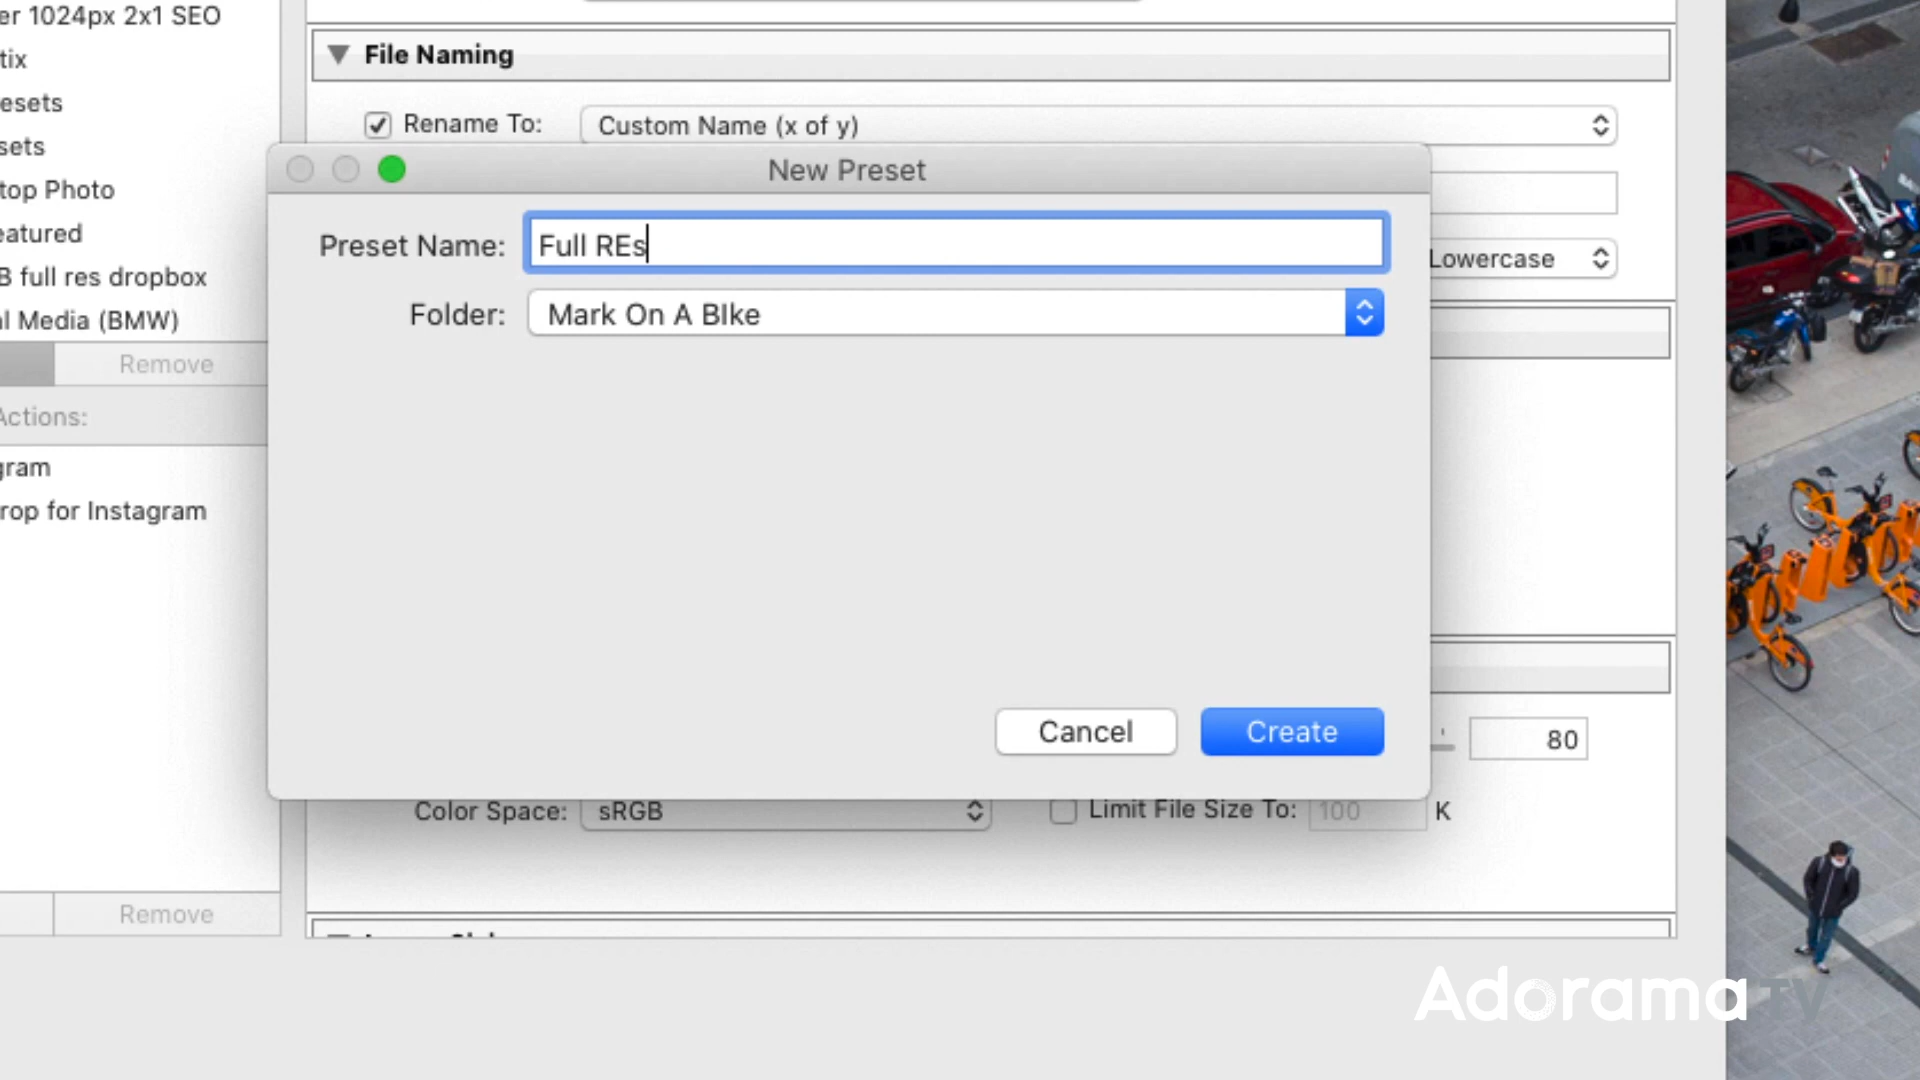 er 1024px 2x1 SEO
tix
esets
sets
top Photo
eatured
B full res dropbox
al Media (BMW)
Remove
Actions:
gram
rop for Instagram
Remove
File Naming
Rename To: Custom Name (x of y)
Lowercase
New Preset
Preset Name: Full REs
Folder: Mark On A BIke
Cancel Create
80
Color Space: sRGB Limit File Size To: 100 K
Adorama TV